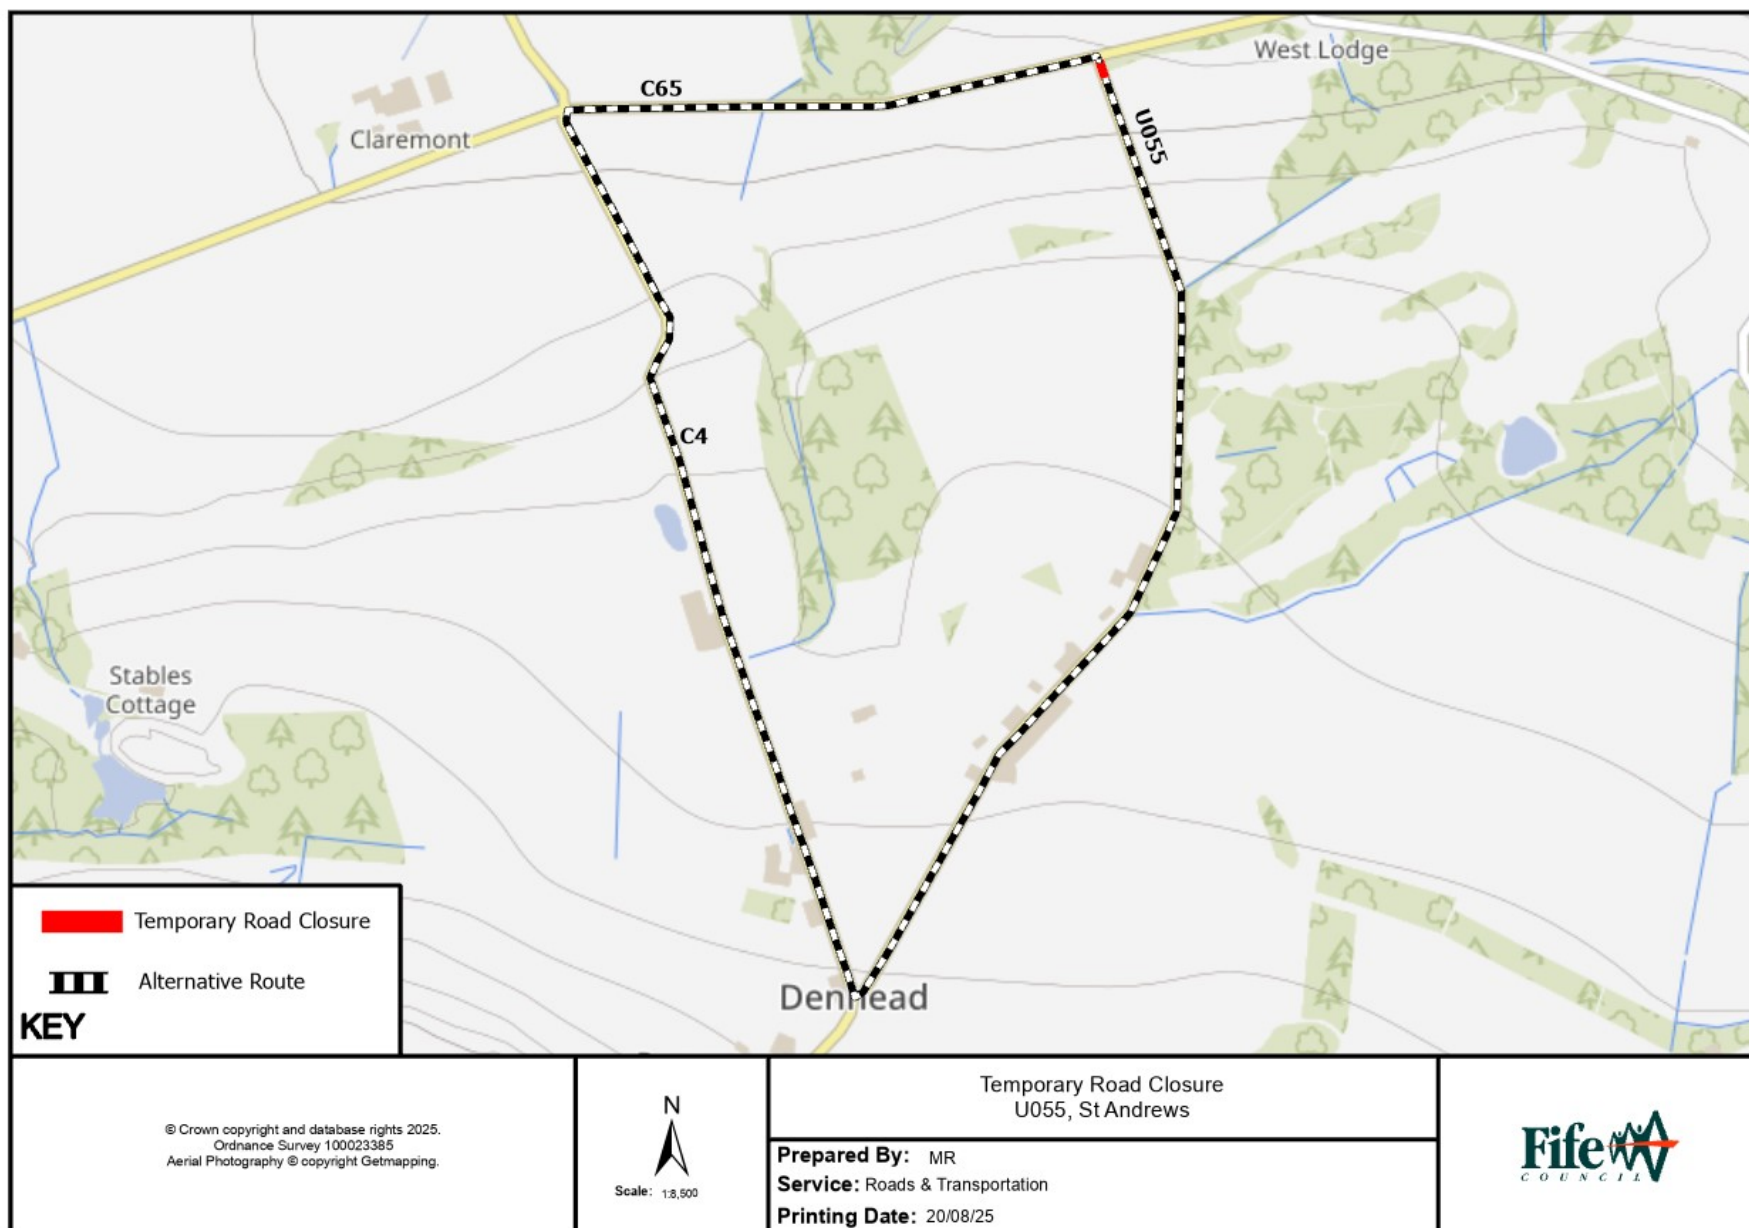 West Lodge
C65
U055
Claremont
C4
Stables
Cottage
Denhead
Temporary Road Closure
Alternative Route
KEY
© Crown copyright and database rights 2025.
Ordnance Survey 100023385
Aerial Photography © copyright Getmapping.
N
Scale: 1:8,500
Temporary Road Closure
U055, St Andrews
Prepared By: MR
Service: Roads & Transportation
Printing Date: 20/08/25
Fife
COUNCIL